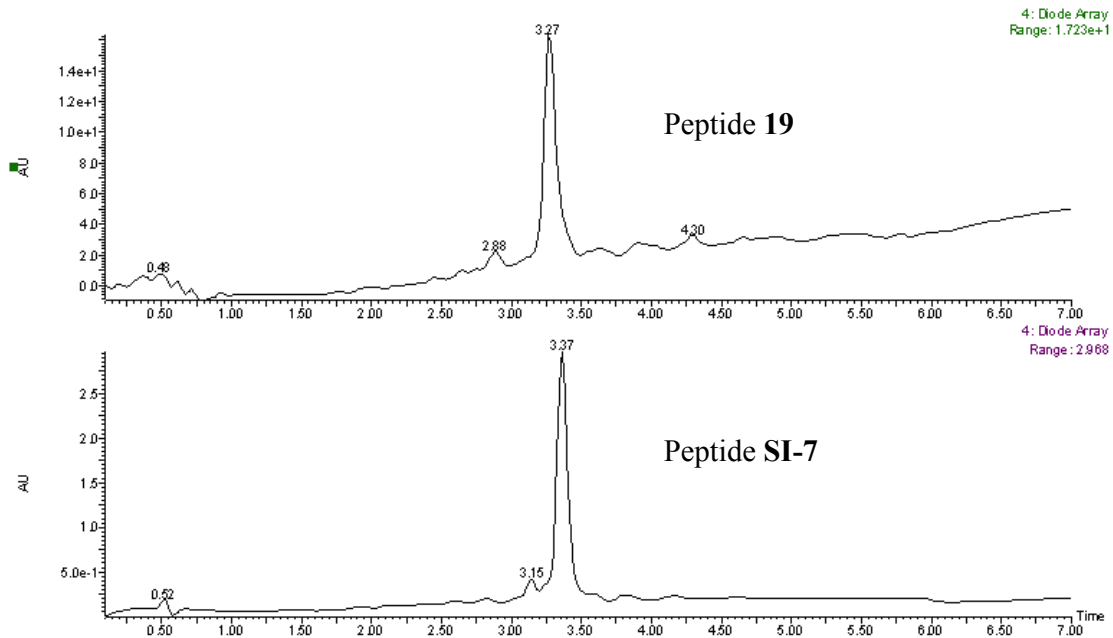 4: Diode Array
Range: 1.723e+1
3.27
1.4e+1
1.2e+1
1.0e+1
8.0
6.0
4.0
2.0
0.0
AU
Peptide 19
0.48
2.88
4.30
0.50 1.00 1.50 2.00 2.50 3.00 3.50 4.00 4.50 5.00 5.50 6.00 6.50 7.00
4: Diode Array
Range: 2.968
3.37
2.5
2.0
1.5
1.0
5.0e-1
AU
Peptide SI-7
0.52
3.15
Time
0.50 1.00 1.50 2.00 2.50 3.00 3.50 4.00 4.50 5.00 5.50 6.00 6.50 7.00